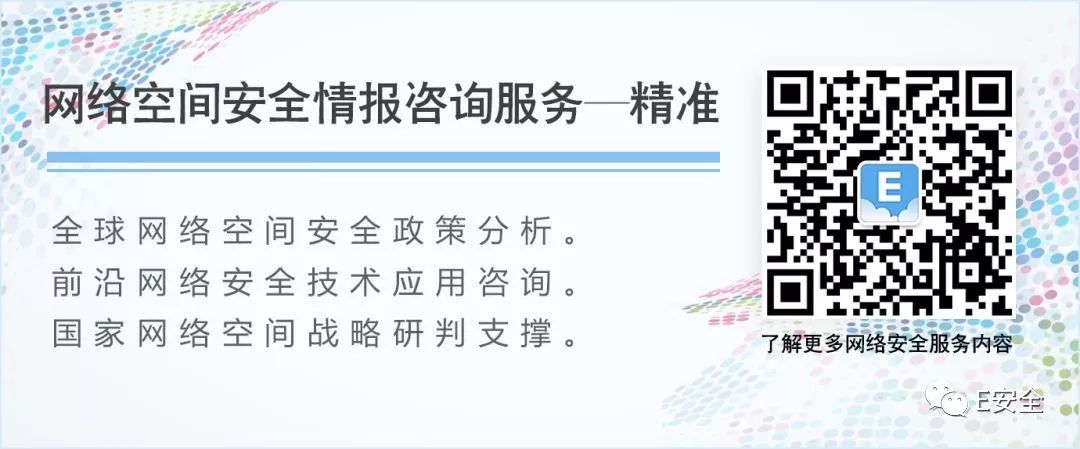 网络空间安全情报咨询服务—精准
全球网络空间安全政策分析。
前沿网络安全技术应用咨询。
国家网络空间战略研判支撑。
E
了解更多网络安全服务内容
E安全